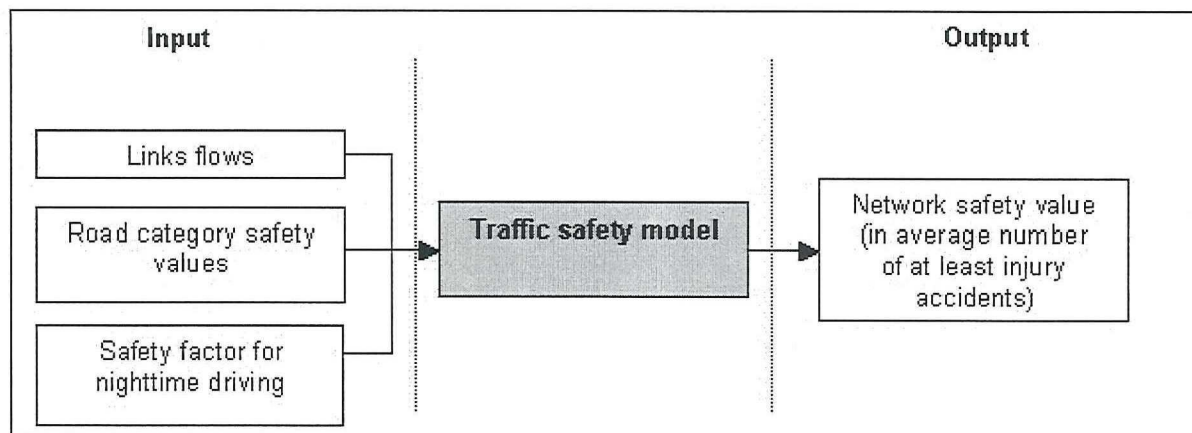 Input
Output
Links flows
Road category safety
values
Safety factor for
nighttime driving
Traffic safety model
Network safety value
(in average number
of at least injury
accidents)